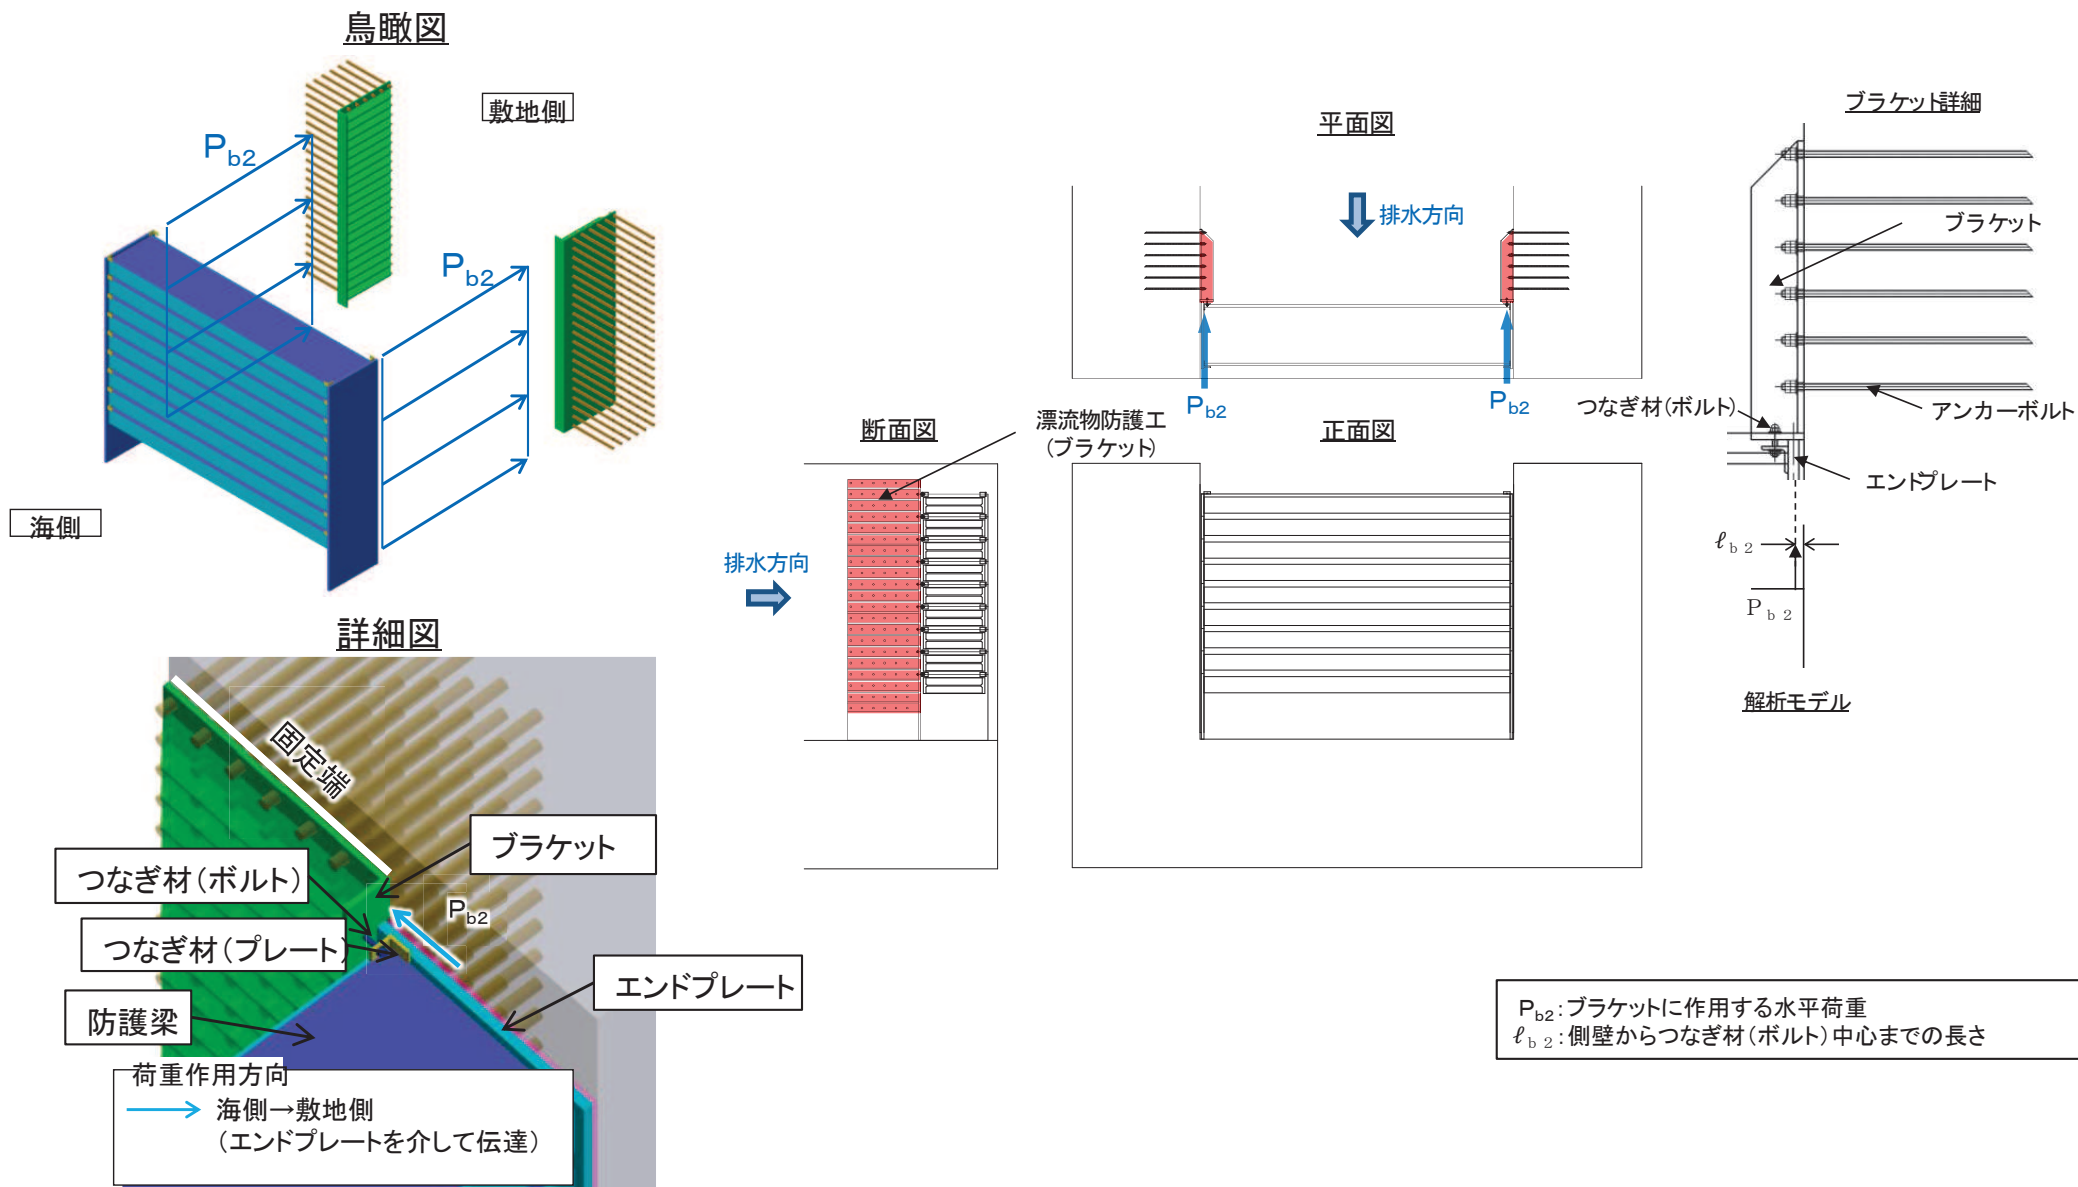 鳥瞰図
敷地側
Pb2
Pb2
海側
詳細図
固定端
ブラケット
つなぎ材(ボルト)
Pb2
つなぎ材(プレート)
エンドプレート
防護梁
荷重作用方向
海側→敷地側
(エンドプレートを介して伝達)
平面図
排水方向
Pb2
Pb2
断面図
漂流物防護工
(ブラケット)
正面図
排水方向
ブラケット詳細
ブラケット
つなぎ材(ボルト)
アンカーボルト
エンドプレート
ℓb2
Pb2
解析モデル
Pb2:ブラケットに作用する水平荷重
ℓb2:側壁からつなぎ材(ボルト)中心までの長さ